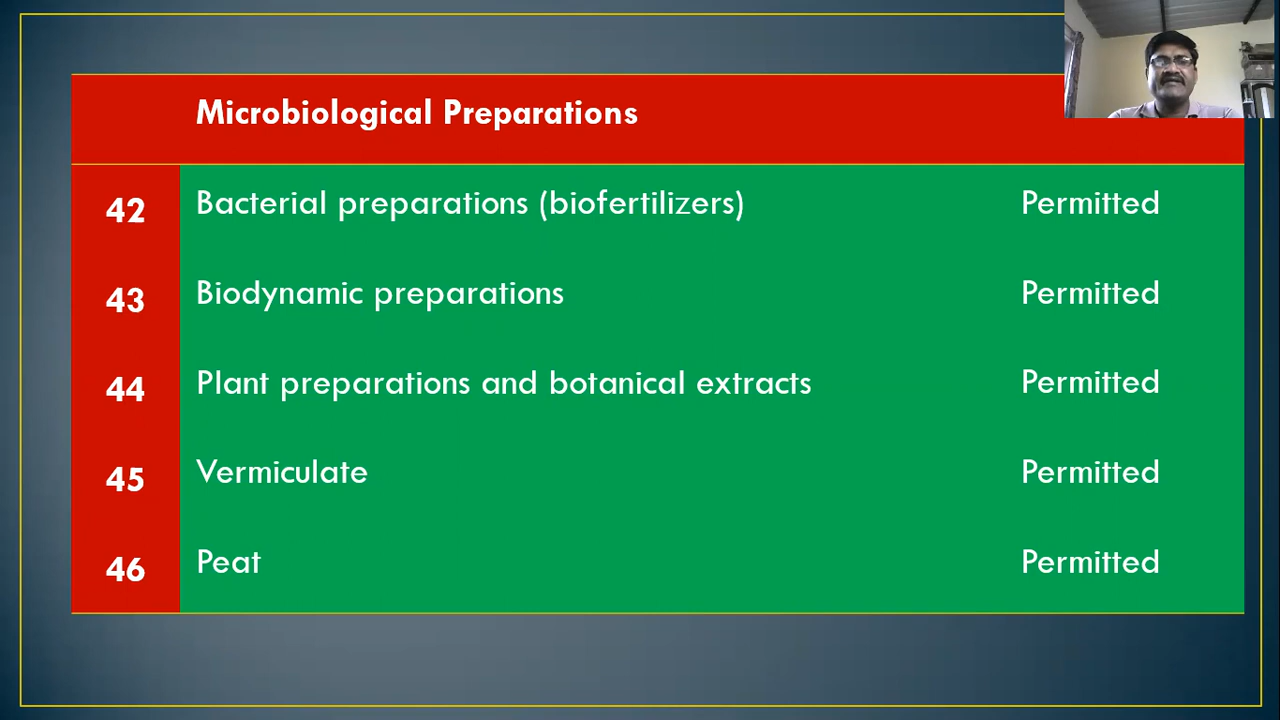 Microbiological Preparations
42 Bacterial preparations (biofertilizers) Permitted
43 Biodynamic preparations Permitted
44 Plant preparations and botanical extracts Permitted
45 Vermiculate Permitted
46 Peat Permitted